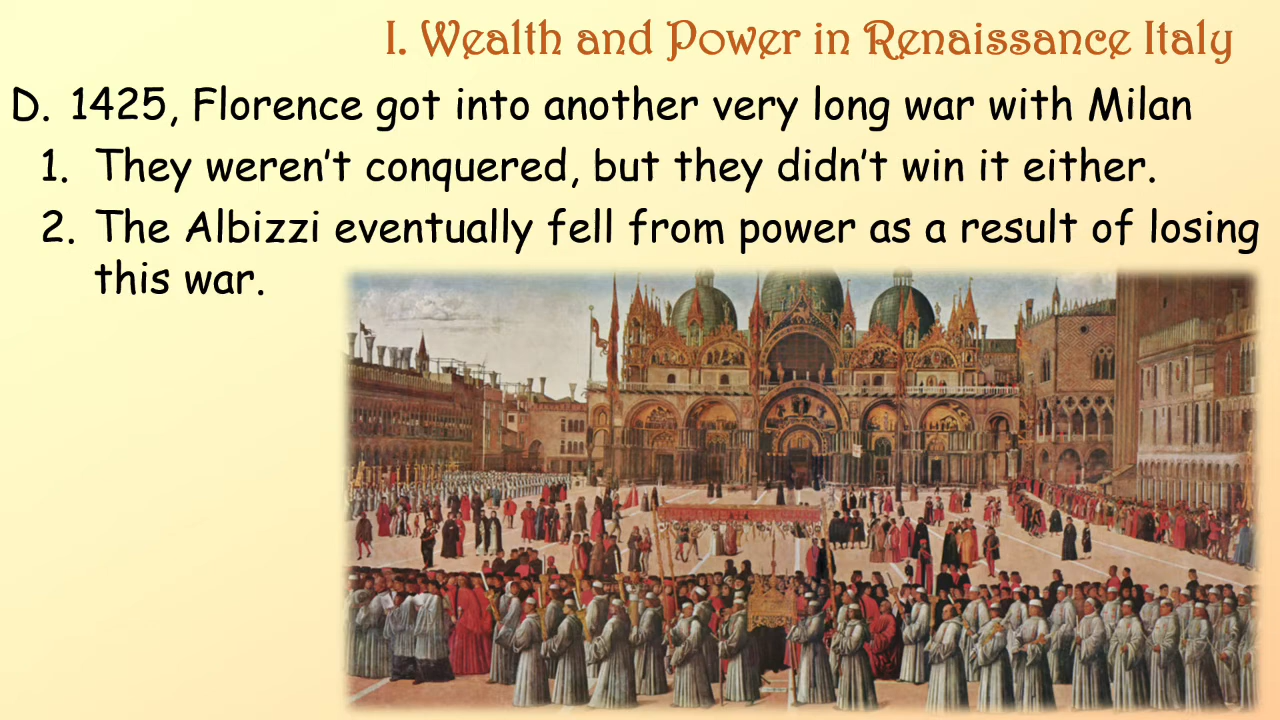 I. Wealth and Power in Renaissance Italy
D. 1425, Florence got into another very long war with Milan
1. They weren’t conquered, but they didn’t win it either.
2. The Albizzi eventually fell from power as a result of losing
this war.